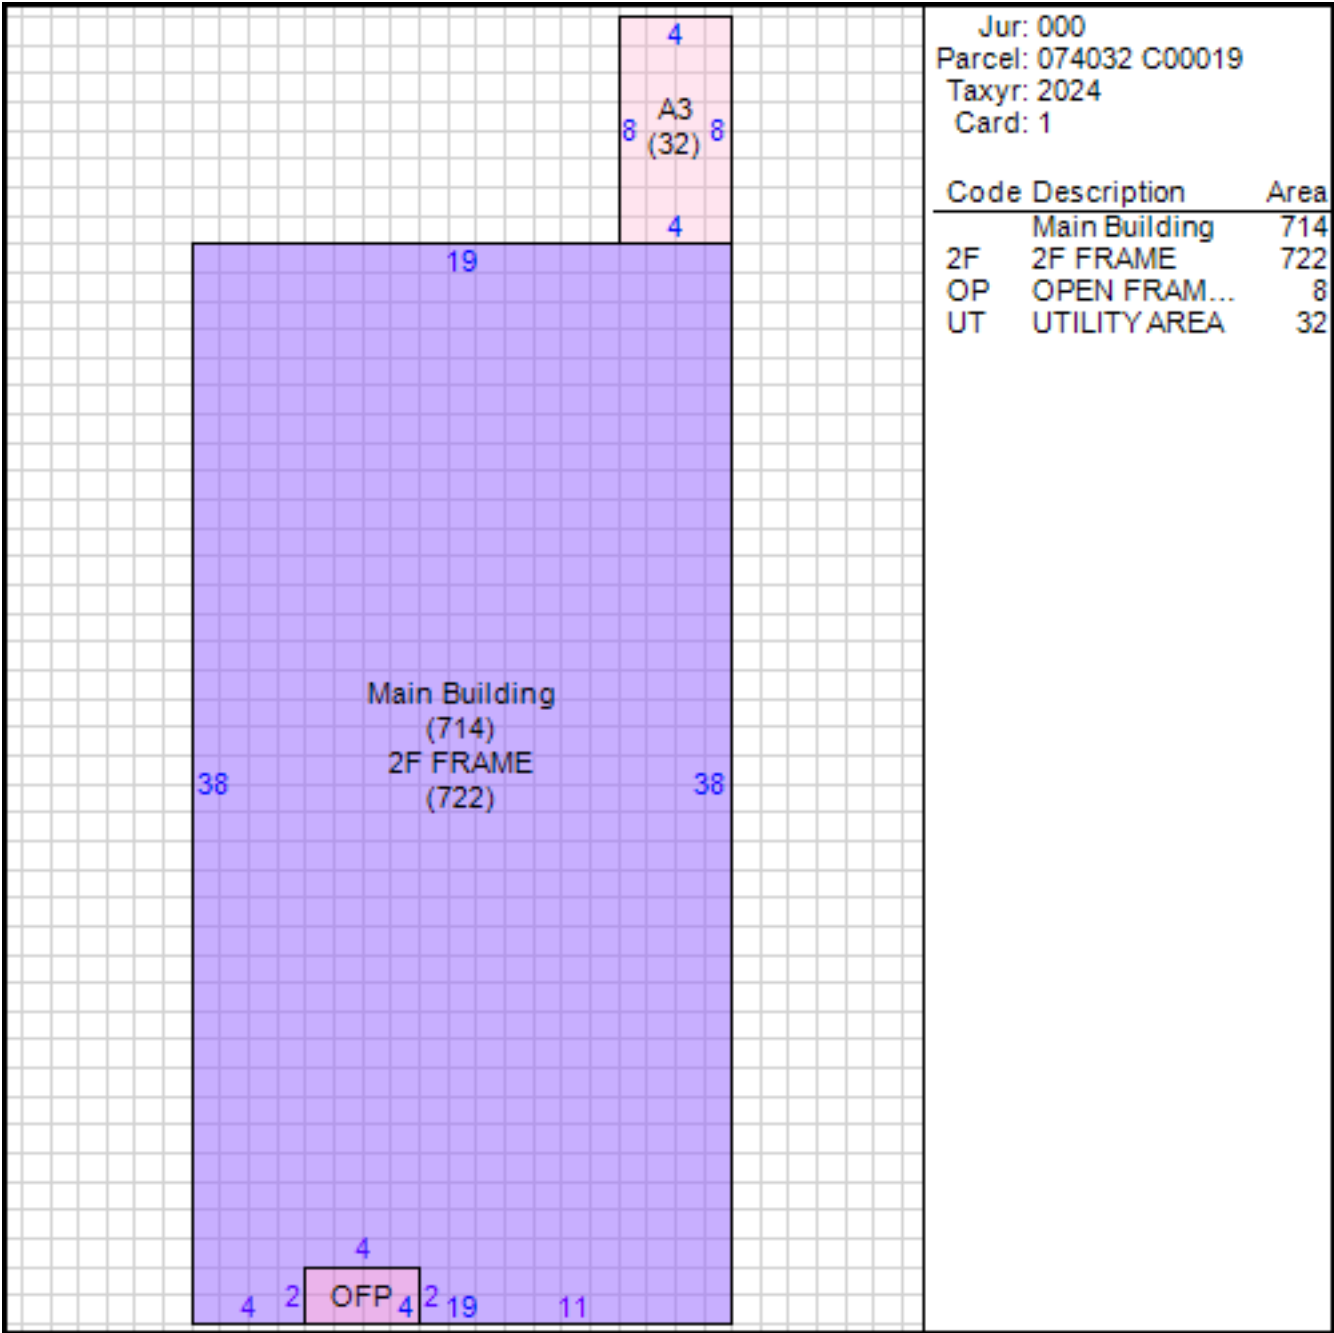 4
A3
8 (32) 8
4
19
Main Building
(714)
2F FRAME
(722)
38 38
4
4 2 OFP 4 2 19 11
Jur: 000
Parcel: 074032 C00019
Taxyr: 2024
Card: 1
Code Description Area
Main Building 714
2F 2F FRAME 722
OP OPEN FRAM... 8
UT UTILITY AREA 32